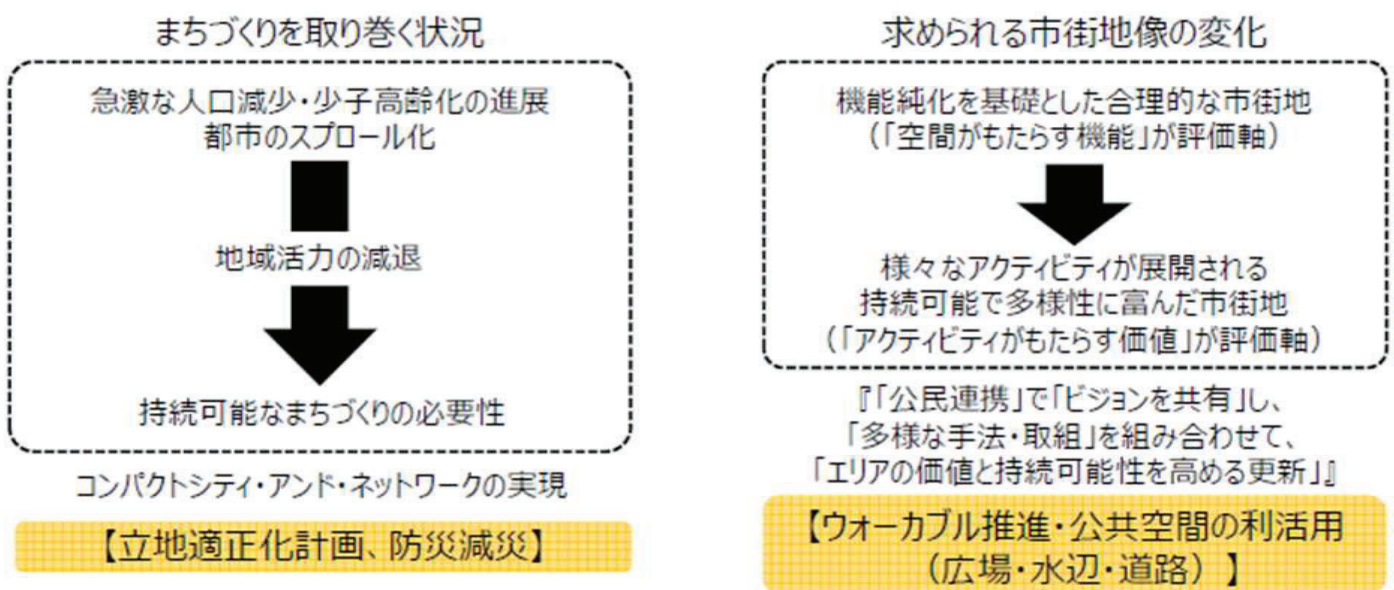 まちづくりを取り巻く状況
急激な人口減少・少子高齢化の進展
都市のスプロール化
地域活力の減退
持続可能なまちづくりの必要性
コンパクトシティ・アンド・ネットワークの実現
【立地適正化計画、防災減災】
求められる市街地像の変化
機能純化を基礎とした合理的な市街地
(「空間がもたらす機能」が評価軸)
様々なアクティビティが展開される
持続可能で多様性に富んだ市街地
(「アクティビティがもたらす価値」が評価軸)
『「公民連携」で「ビジョンを共有」し、
「多様な手法・取組」を組み合わせて、
「エリアの価値と持続可能性を高める更新」』
【ウォーカブル推進・公共空間の利活用
(広場・水辺・道路)】